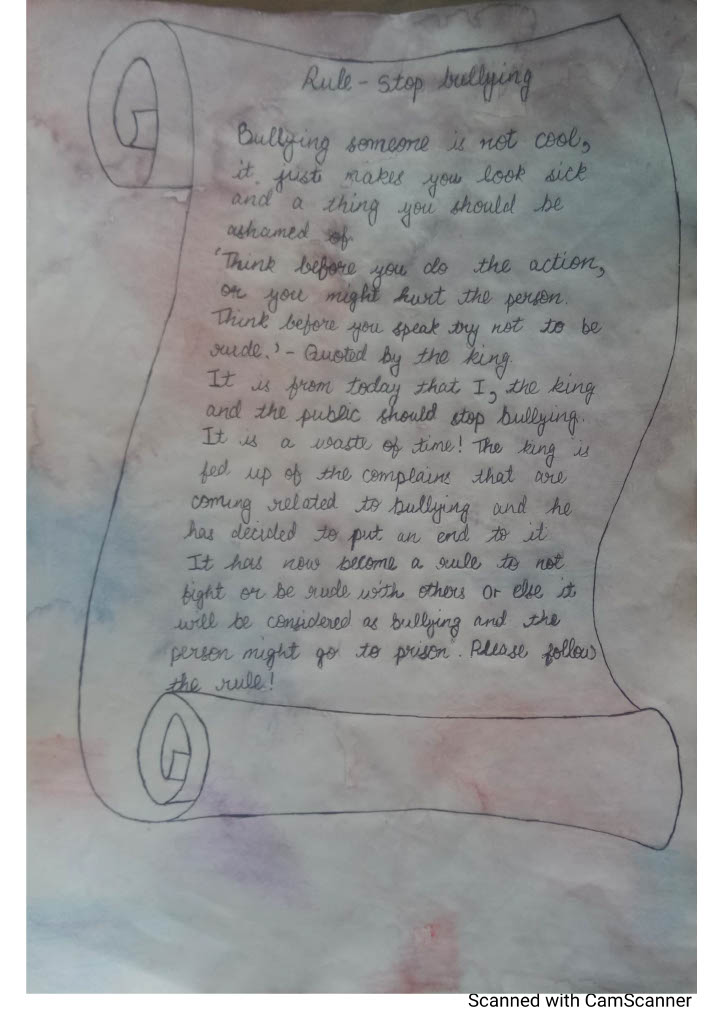 Rule - Stop bullying
Bullying someone is not cool,
it just makes you look sick
and a thing you should be
ashamed of
'Think before you do the action,
or you might hurt the person.
Think before you speak try not to be
rude.' - Quoted by the king.
It is from today that I, the king
and the public should stop bullying.
It is a waste of time! The king is
fed up of the complains that are
coming related to bullying and he
has decided to put an end to it
It has now become a rule to not
fight or be rude with others or else it
will be considered as bullying and the
person might go to prison. Please follow
the rule!
Scanned with CamScanner